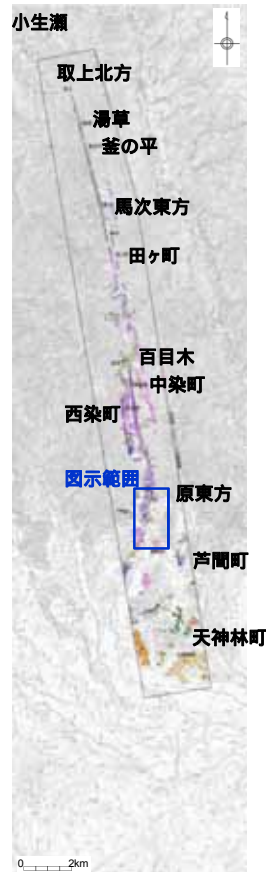 小生瀬
取上北方
湯草
釜の平
馬次東方
田ヶ町
百目木
中染町
西染町
図示範囲
原東方
芦間町
天神林町
0 2km